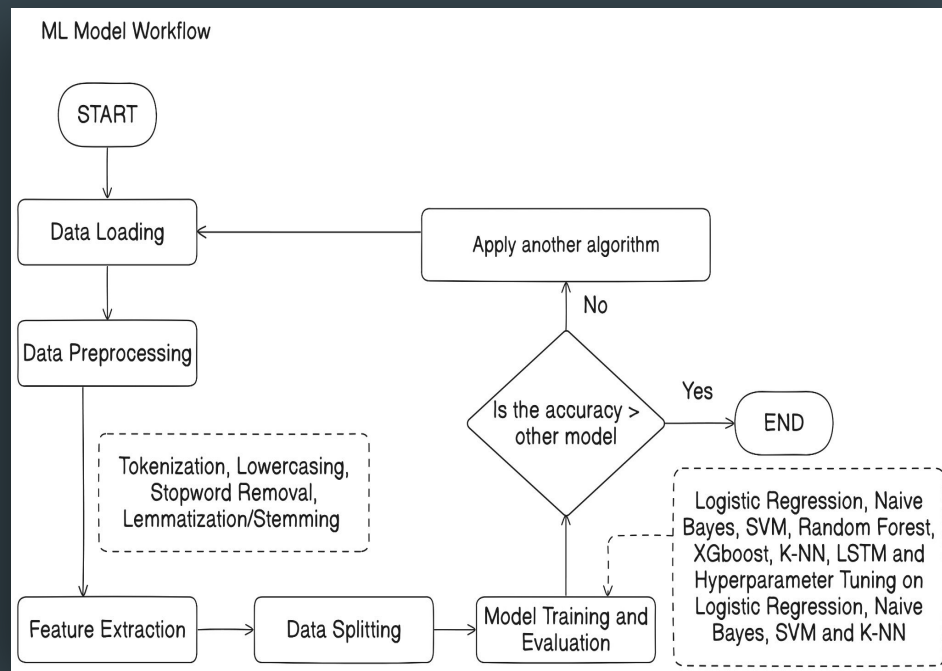 ML Model Workflow
START
Data Loading
Apply another algorithm
No
Data Preprocessing
Yes
Is the accuracy >
other model
END
Tokenization, Lowercasing,
Stopword Removal,
Lemmatization/Stemming
Logistic Regression, Naive
Bayes, SVM, Random Forest,
XGboost, K-NN, LSTM and
Hyperparameter Tuning on
Logistic Regression, Naive
Bayes, SVM and K-NN
Feature Extraction
Data Splitting
Model Training and
Evaluation